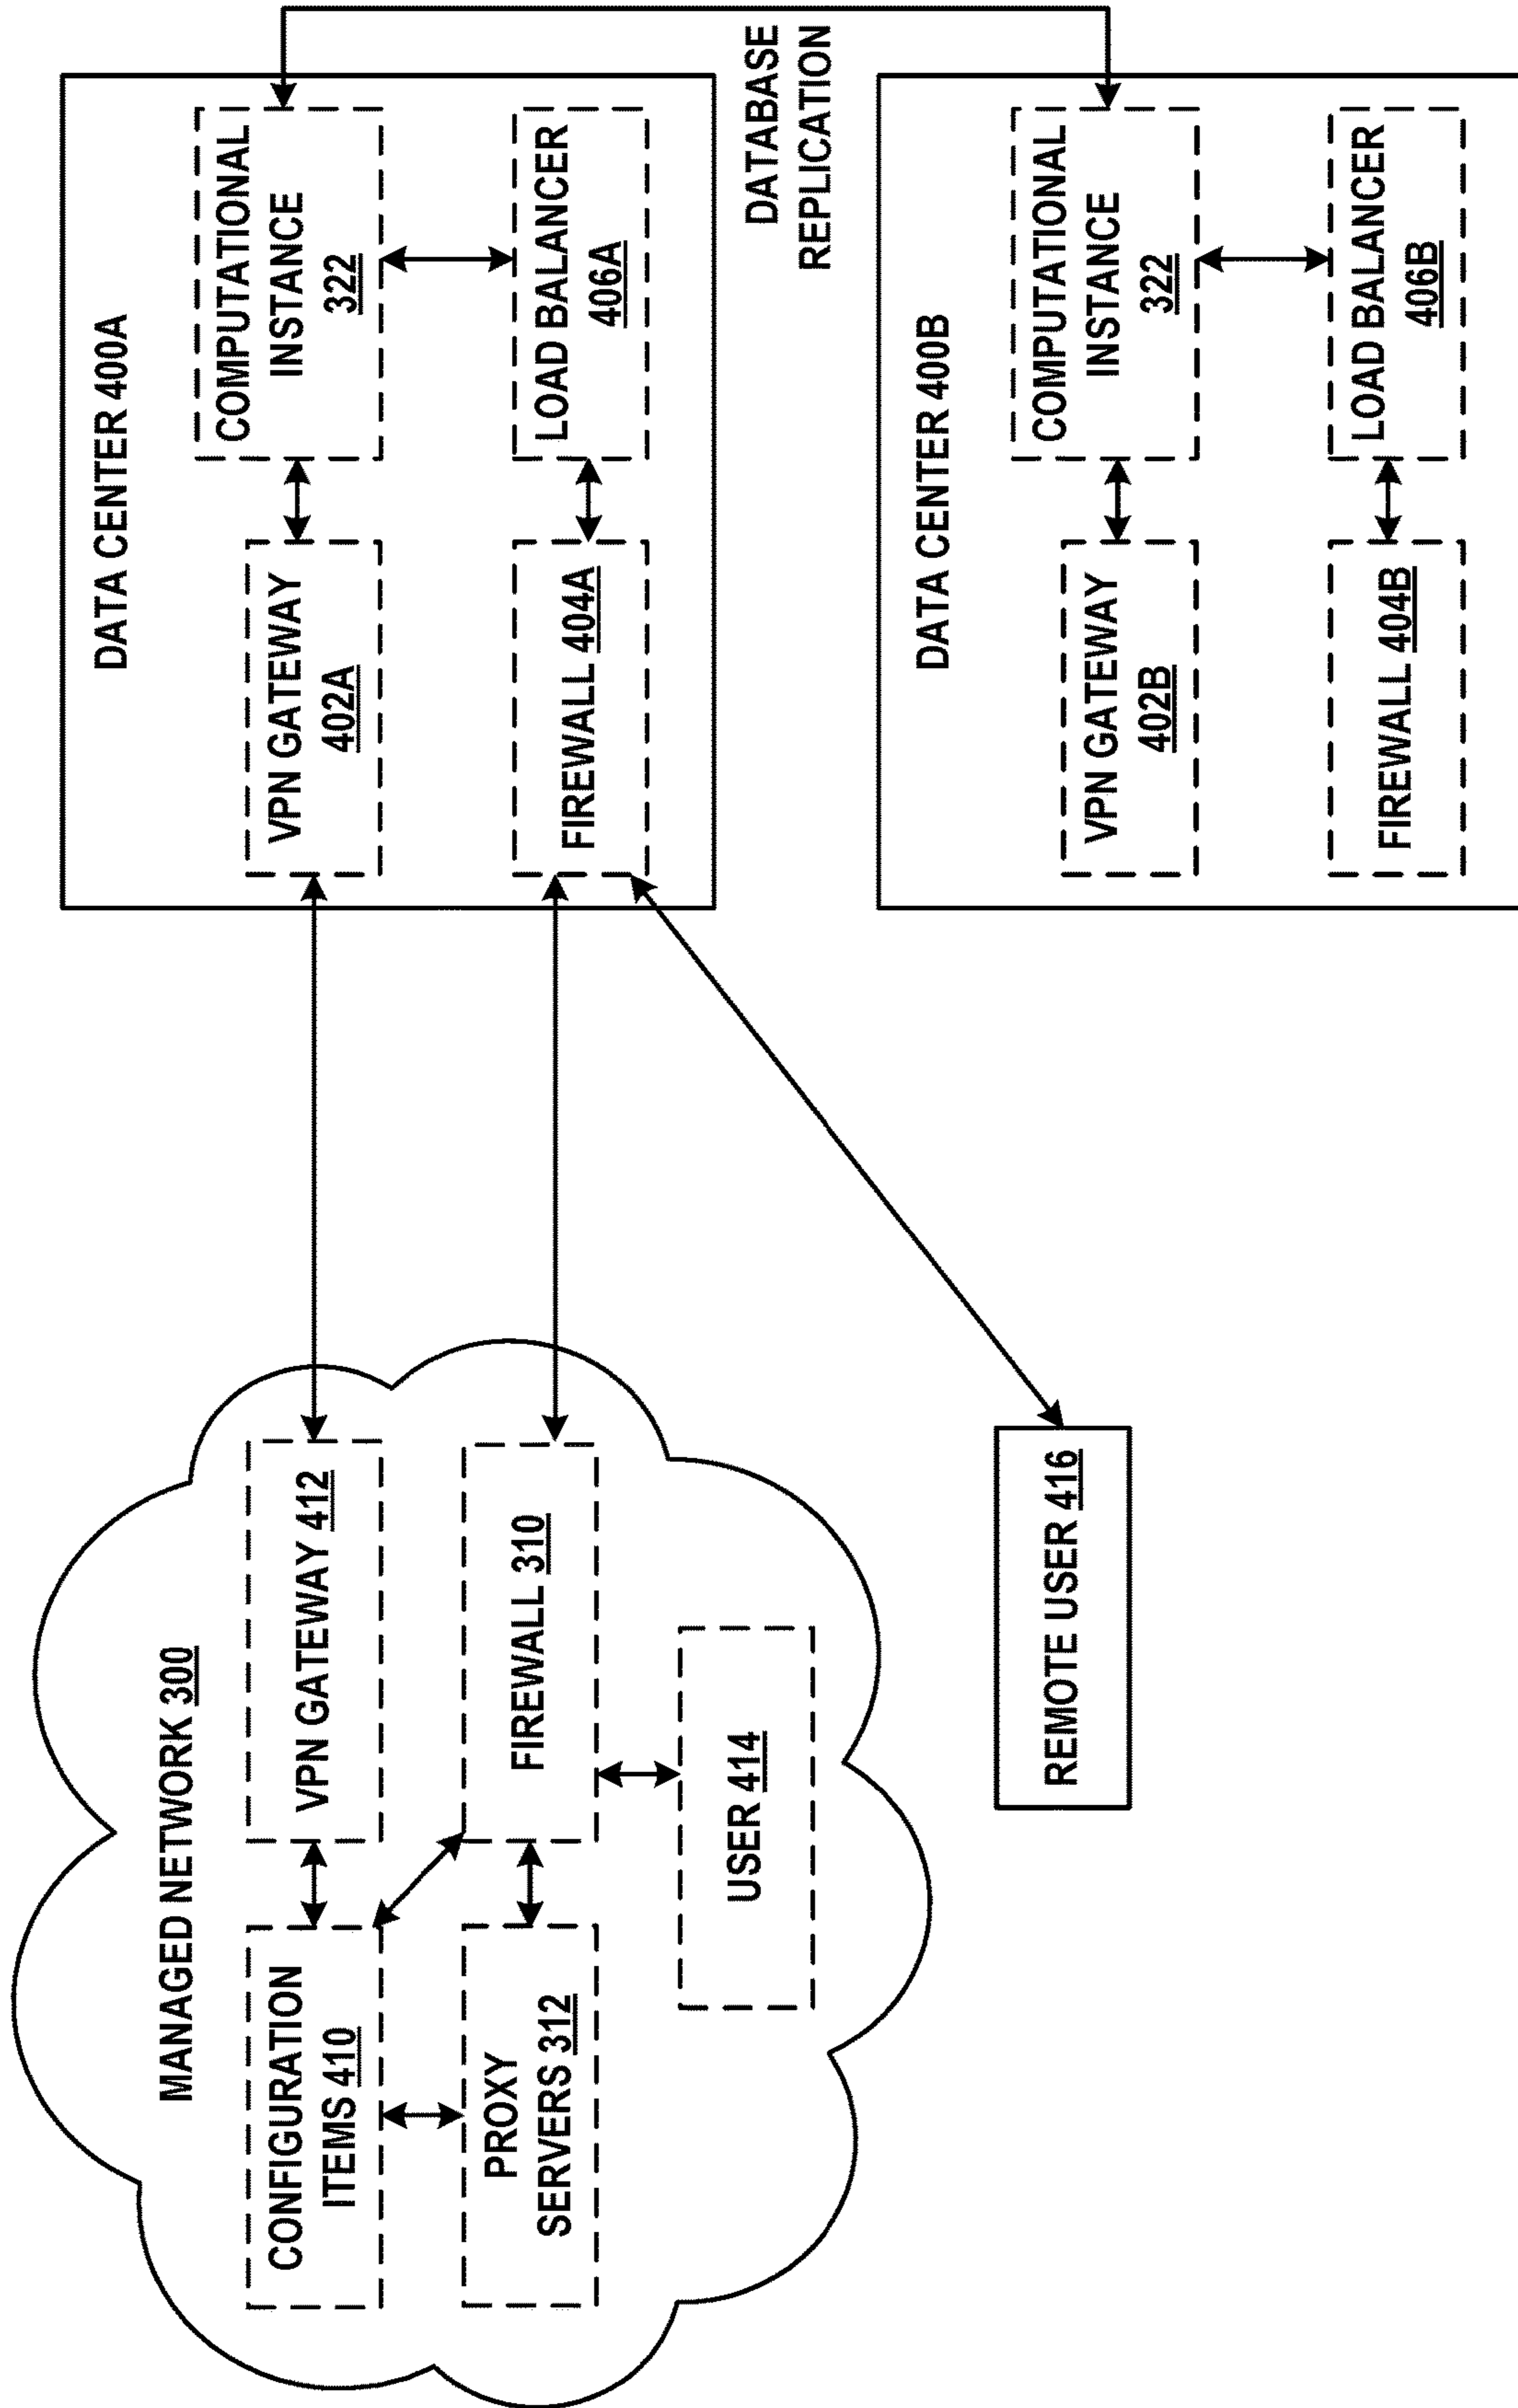 MANAGED NETWORK 300
CONFIGURATION
ITEMS 410
VPN GATEWAY 412
PROXY
SERVERS 312
FIREWALL 310
USER 414
REMOTE USER 416
DATA CENTER 400A
VPN GATEWAY
402A
COMPUTATIONAL
INSTANCE
322
FIREWALL 404A
LOAD BALANCER
406A
DATABASE
REPLICATION
DATA CENTER 400B
VPN GATEWAY
402B
COMPUTATIONAL
INSTANCE
322
FIREWALL 404B
LOAD BALANCER
406B